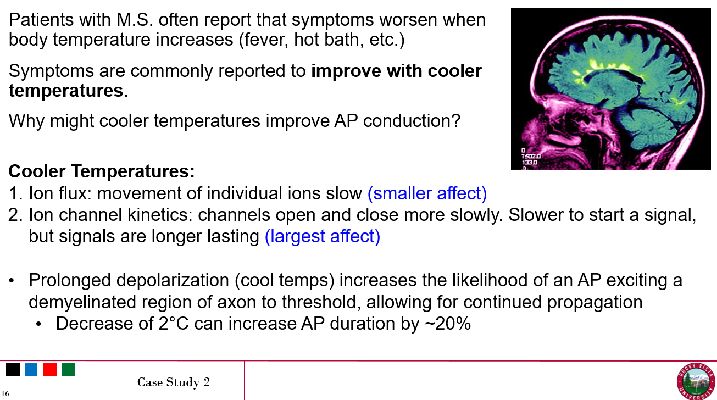 Patients with M.S. often report that symptoms worsen when
body temperature increases (fever, hot bath, etc.)
Symptoms are commonly reported to improve with cooler
temperatures.
Why might cooler temperatures improve AP conduction?
Cooler Temperatures:
1. Ion flux: movement of individual ions slow (smaller affect)
2. Ion channel kinetics: channels open and close more slowly. Slower to start a signal,
but signals are longer lasting (largest affect)
• Prolonged depolarization (cool temps) increases the likelihood of an AP exciting a
demyelinated region of axon to threshold, allowing for continued propagation
• Decrease of 2°C can increase AP duration by ~20%
Case Study 2
16